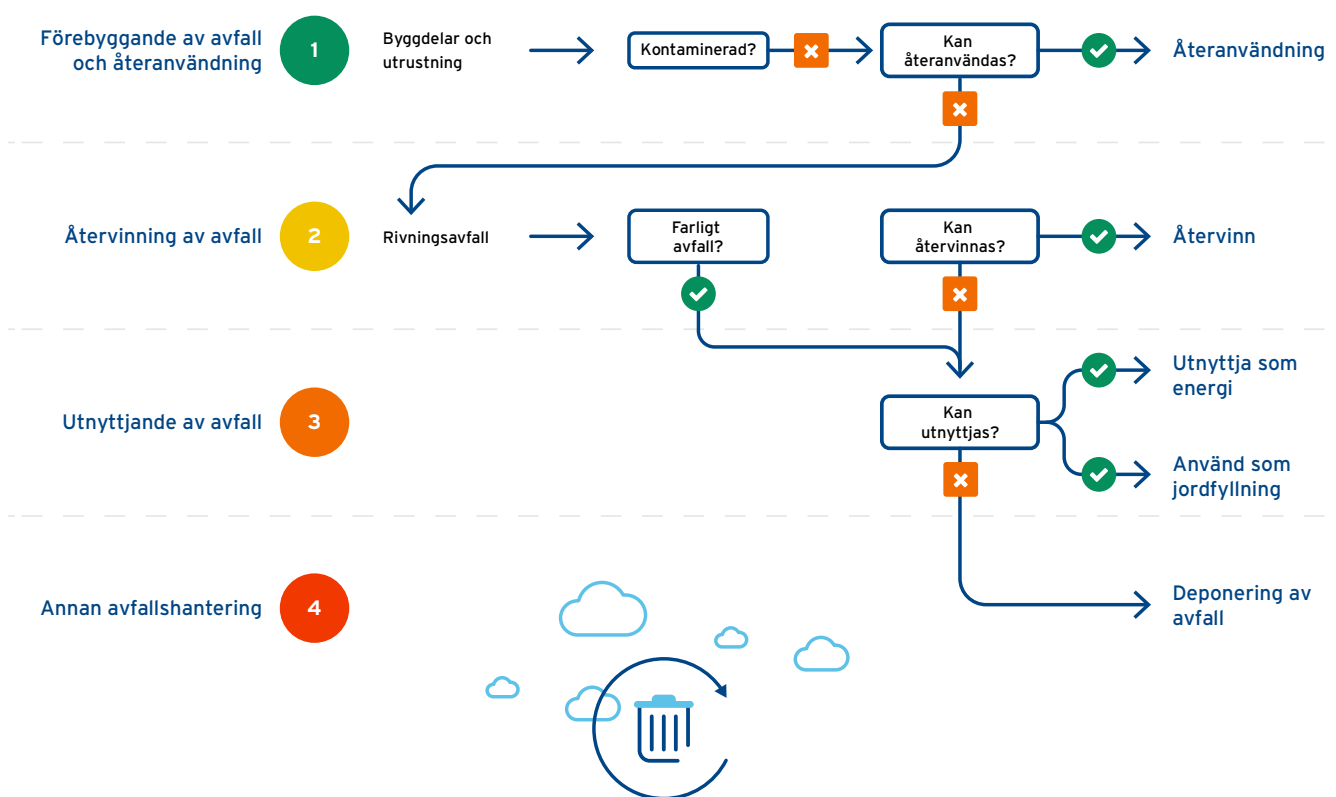 Förebyggande av avfall
och återanvändning
1
Byggdelar och
utrustning
Kontaminerad?
Kan
återanvändas?
Återanvändning
Återvinning av avfall
2
Rivningsavfall
Farligt
avfall?
Kan
återvinnas?
Återvinn
Utnyttjande av avfall
3
Kan
utnyttjas?
Utnyttja som
energi
Använd som
jordfyllning
Annan avfallshantering
4
Deponering av
avfall